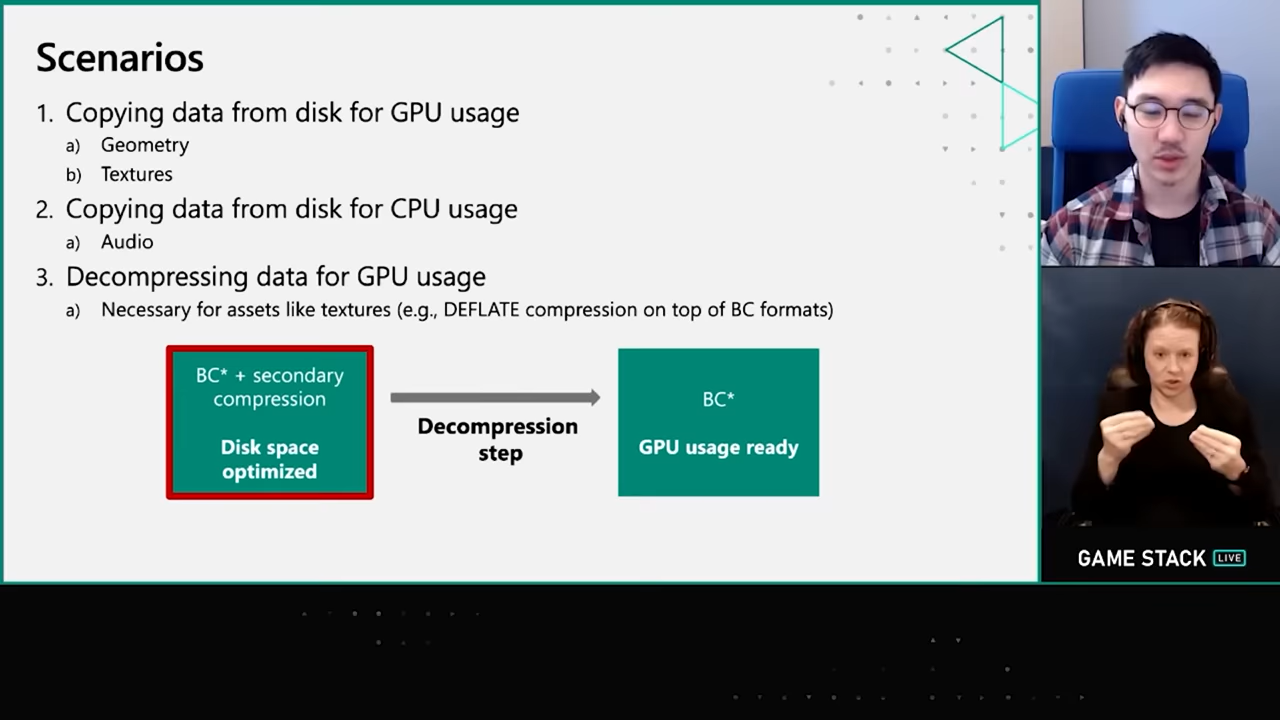 Scenarios
1. Copying data from disk for GPU usage
a) Geometry
b) Textures
2. Copying data from disk for CPU usage
a) Audio
3. Decompressing data for GPU usage
a) Necessary for assets like textures (e.g., DEFLATE compression on top of BC formats)
BC* + secondary
compression
Disk space
optimized
Decompression
step
BC*
GPU usage ready
GAME STACK LIVE